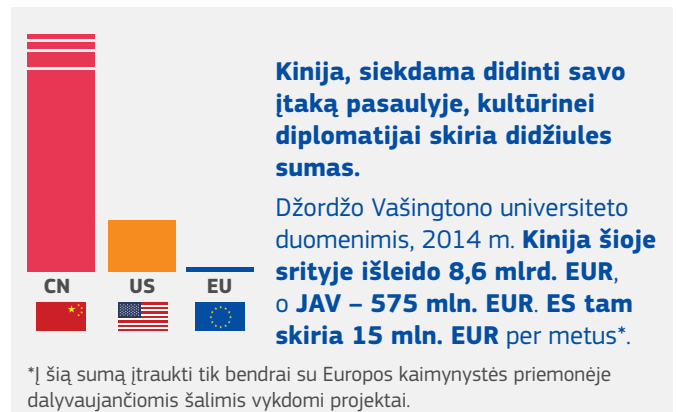 Kinija, siekdama didinti savo
įtaką pasaulyje, kultūrinei
diplomatijai skiria didžiules
sumas.
Džordžo Vašingtono universiteto
duomenimis, 2014 m. Kinija šioje
srityje išleido 8,6 mlrd. EUR,
o JAV – 575 mln. EUR. ES tam
skiria 15 mln. EUR per metus*.
CN US EU
*Į šią sumą įtraukti tik bendrai su Europos kaimynystės priemonėje
dalyvaujančiomis šalimis vykdomi projektai.